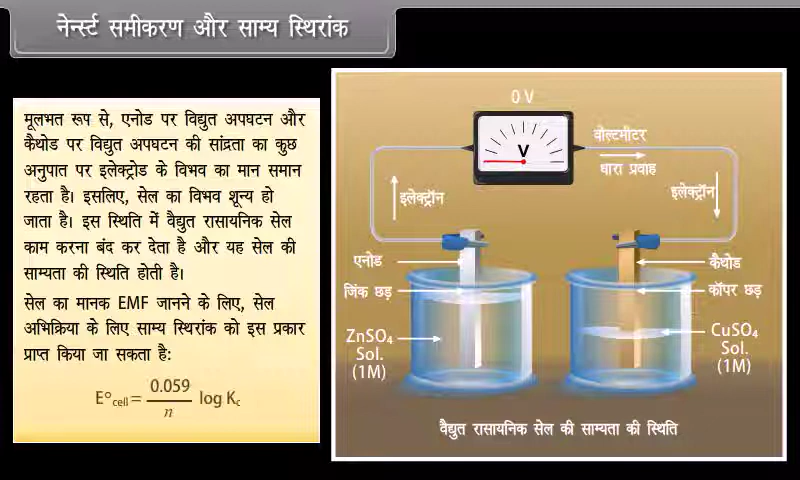 नेर्न्स्ट समीकरण और साम्य स्थिरांक
मूलभत रूप से, एनोड पर विद्युत अपघटन और
कैथोड पर विद्युत अपघटन की सांद्रता का कुछ
अनुपात पर इलेक्ट्रोड के विभव का मान समान
रहता है। इसलिए, सेल का विभव शून्य हो
जाता है। इस स्थिति में वैद्युत रासायनिक सेल
काम करना बंद कर देता है और यह सेल की
साम्यता की स्थिति होती है।
सेल का मानक EMF जानने के लिए, सेल
अभिक्रिया के लिए साम्य स्थिरांक को इस प्रकार
प्राप्त किया जा सकता है:
E°cell = 0.059/n log Kc
0 V
V
वोल्टमीटर
धारा प्रवाह
इलेक्ट्रॉन
इलेक्ट्रॉन
एनोड
कैथोड
जिंक छड़
कॉपर छड़
ZnSO₄
Sol.
(1M)
CuSO₄
Sol.
(1M)
वैद्युत रासायनिक सेल की साम्यता की स्थिति